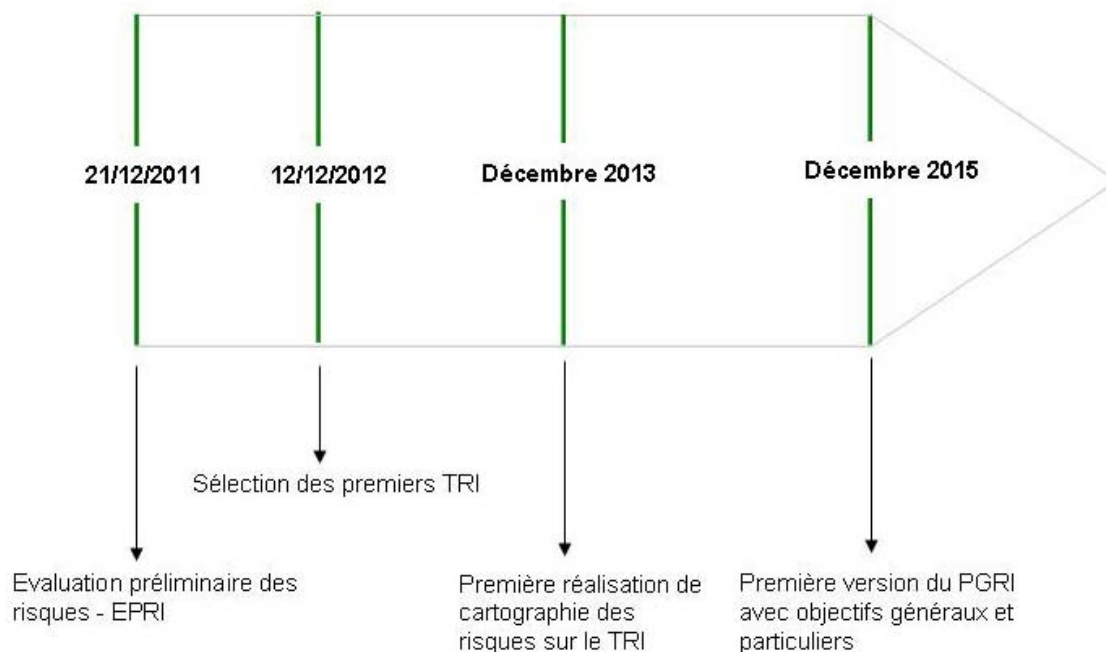 21/12/2011
12/12/2012
Décembre 2013
Décembre 2015
Sélection des premiers TRI
Evaluation préliminaire des
risques - EPRI
Première réalisation de
cartographie des
risques sur le TRI
Première version du PGRI
avec objectifs généraux et
particuliers